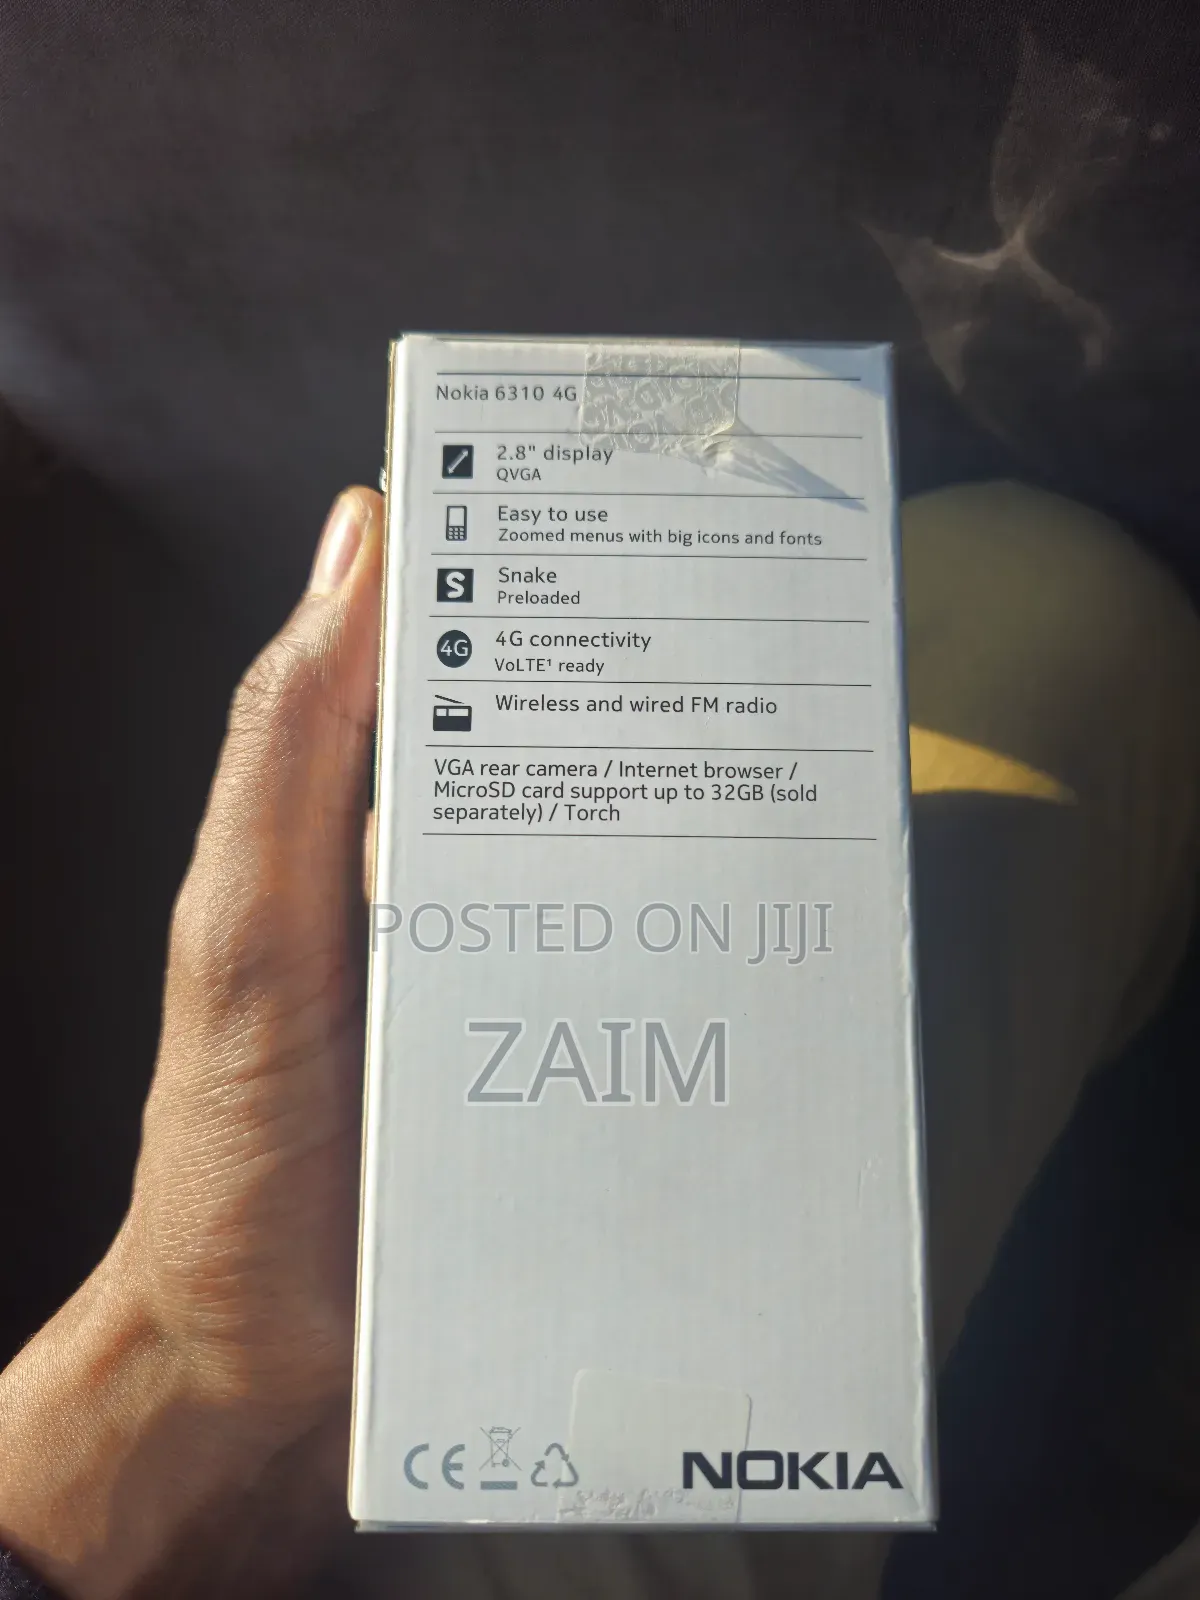 Nokia 6310 4G
2.8" display
QVGA
Easy to use
Zoomed menus with big icons and fonts
S
Snake
Preloaded
4G
4G connectivity
VoLTE¹ ready
Wireless and wired FM radio
VGA rear camera / Internet browser /
MicroSD card support up to 32GB (sold
separately) / Torch
POSTED ON JIJI
ZAIM
CE
NOKIA